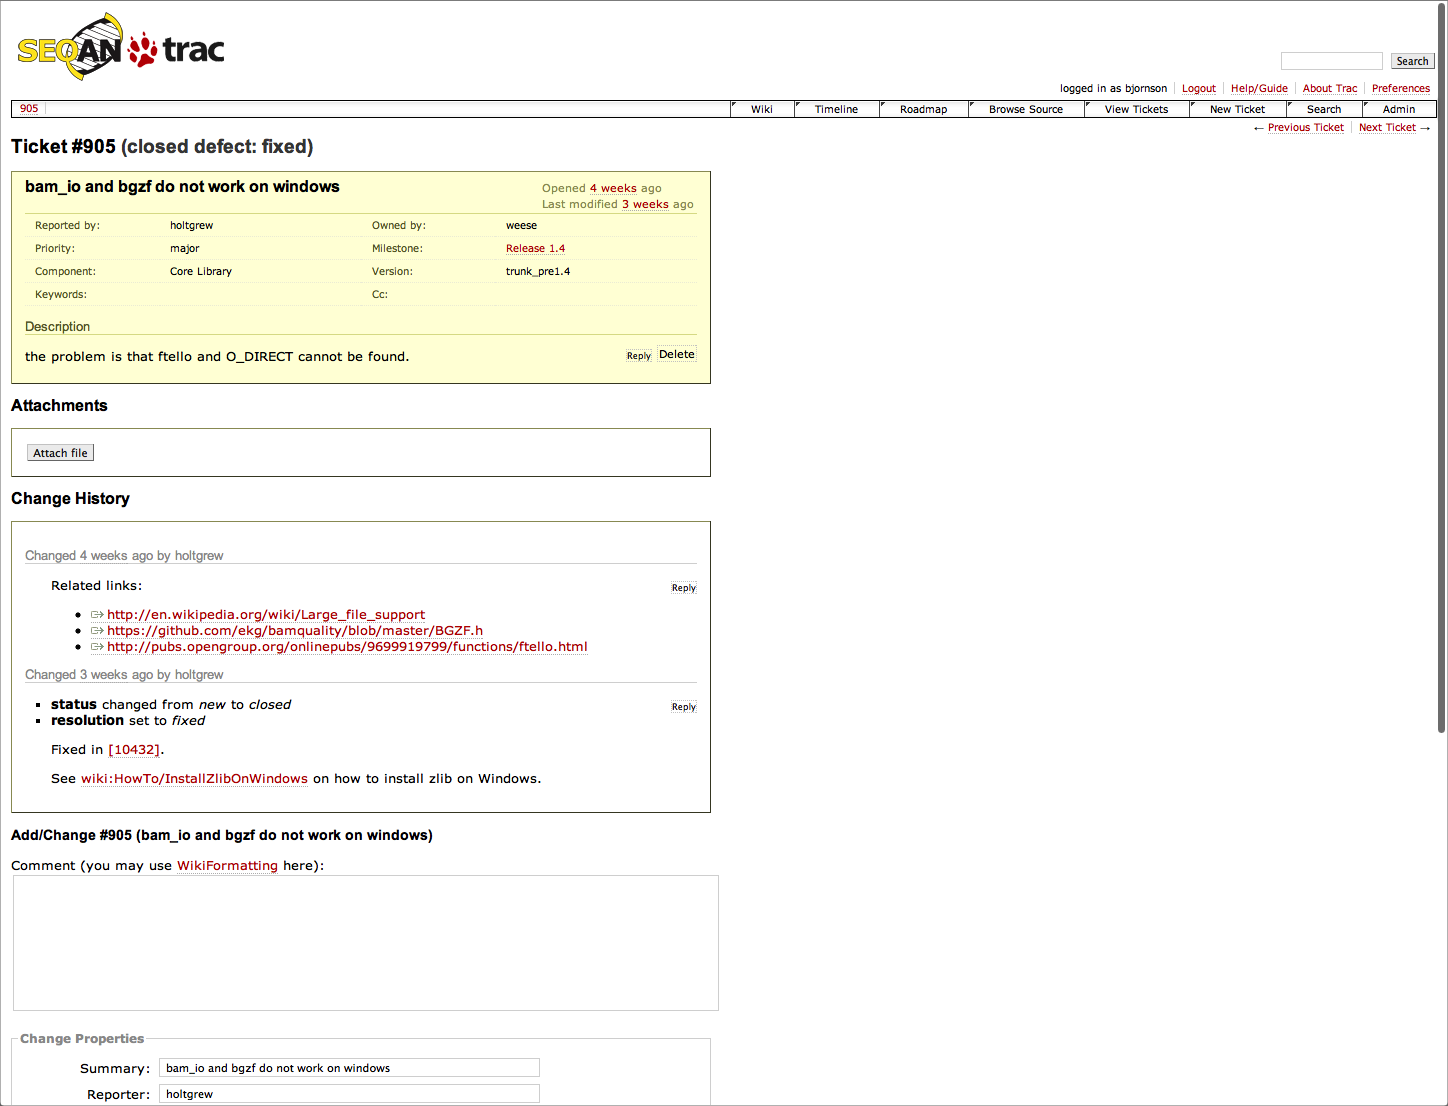 SEQAN trac
Search
logged in as bjornson Logout Help/Guide About Trac Preferences
905 Wiki Timeline Roadmap Browse Source View Tickets New Ticket Search Admin
← Previous Ticket Next Ticket →
Ticket #905 (closed defect: fixed)
bam_io and bgzf do not work on windows
Opened 4 weeks ago
Last modified 3 weeks ago
Reported by: holtgrew Owned by: weese
Priority: major Milestone: Release 1.4
Component: Core Library Version: trunk_pre1.4
Keywords: Cc:
Description
the problem is that ftello and O_DIRECT cannot be found. Reply Delete
Attachments
Attach file
Change History
Changed 4 weeks ago by holtgrew
Related links: Reply
http://en.wikipedia.org/wiki/Large_file_support
https://github.com/ekg/bamquality/blob/master/BGZF.h
http://pubs.opengroup.org/onlinepubs/9699919799/functions/ftello.html
Changed 3 weeks ago by holtgrew
status changed from new to closed Reply
resolution set to fixed
Fixed in [10432].
See wiki:HowTo/InstallZlibOnWindows on how to install zlib on Windows.
Add/Change #905 (bam_io and bgzf do not work on windows)
Comment (you may use WikiFormatting here):
Change Properties
Summary: bam_io and bgzf do not work on windows
Reporter: holtgrew